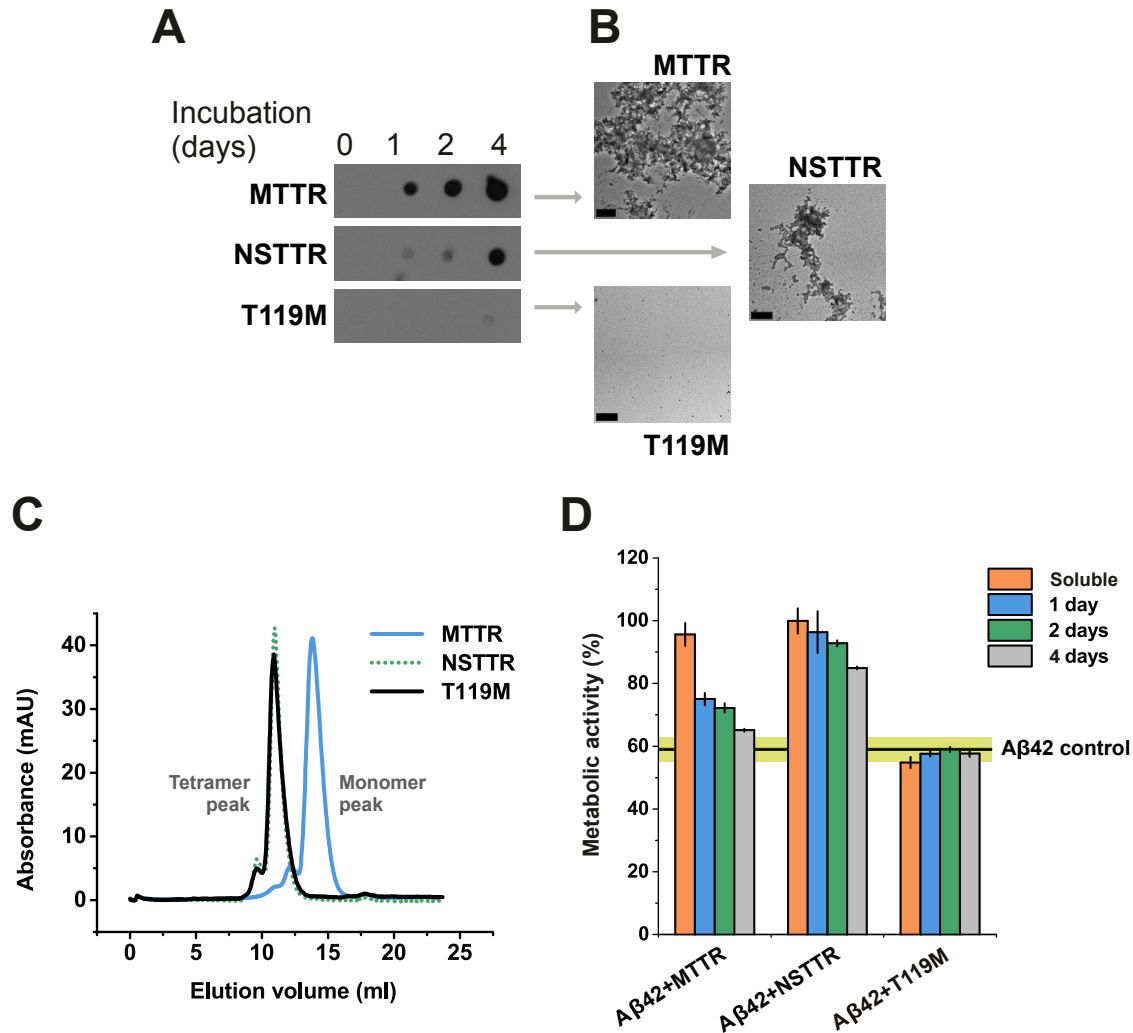 A
Incubation
(days)
0 1 2 4
MTTR
NSTTR
T119M
B
MTTR
NSTTR
T119M
C
Absorbance (mAU)
40
30
20
10
0
MTTR
NSTTR
T119M
Tetramer
peak
Monomer
peak
0 5 10 15 20 25
Elution volume (ml)
D
Metabolic activity (%)
120
100
80
60
40
20
0
Soluble
1 day
2 days
4 days
Aβ42 control
Aβ42+MTTR
Aβ42+NSTTR
Aβ42+T119M